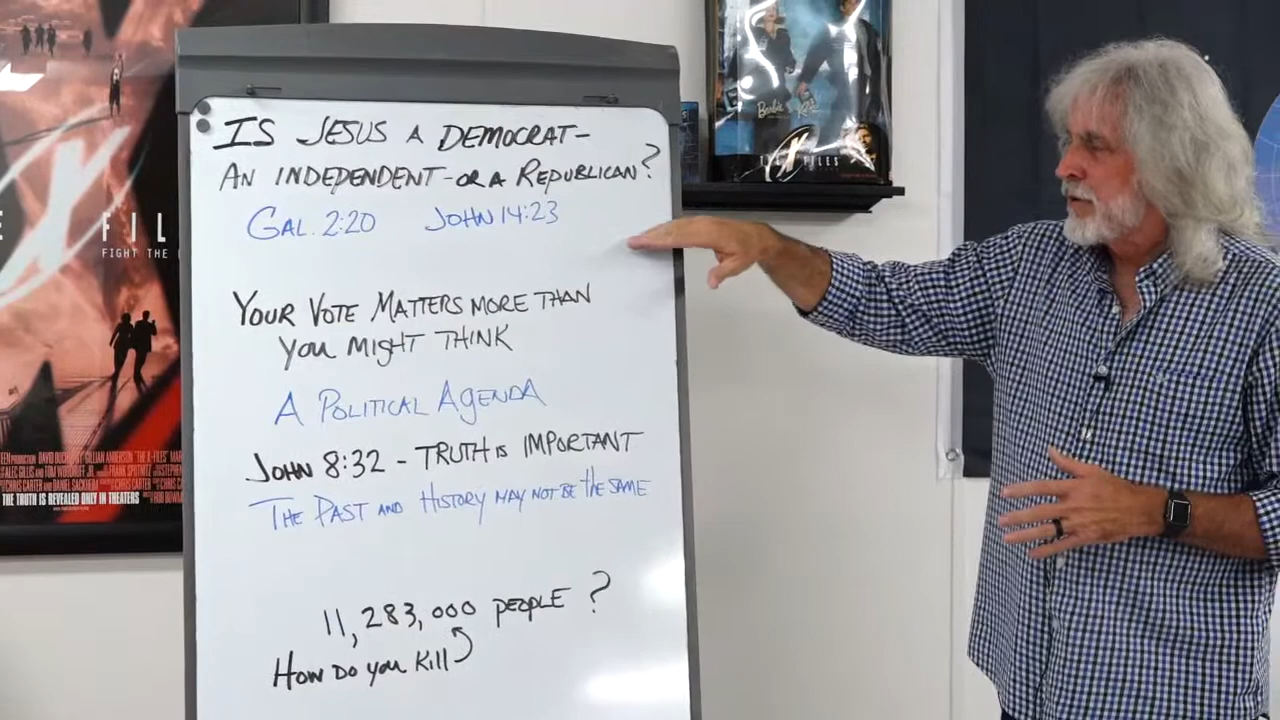 IS JESUS A DEMOCRAT-
AN INDEPENDENT-OR A REPUBLICAN?
GAL. 2:20 JOHN 14:23
YOUR VOTE MATTERS MORE THAN
YOU MIGHT THINK
A POLITICAL AGENDA
JOHN 8:32 - TRUTH IS IMPORTANT
THE PAST AND HISTORY MAY NOT BE THE SAME
11,283,000 PEOPLE ?
HOW DO YOU KILL
FIL
FIGHT THE
THE TRUTH IS REVEALED ONLY IN THEATERS
Barbie
THE X FILES